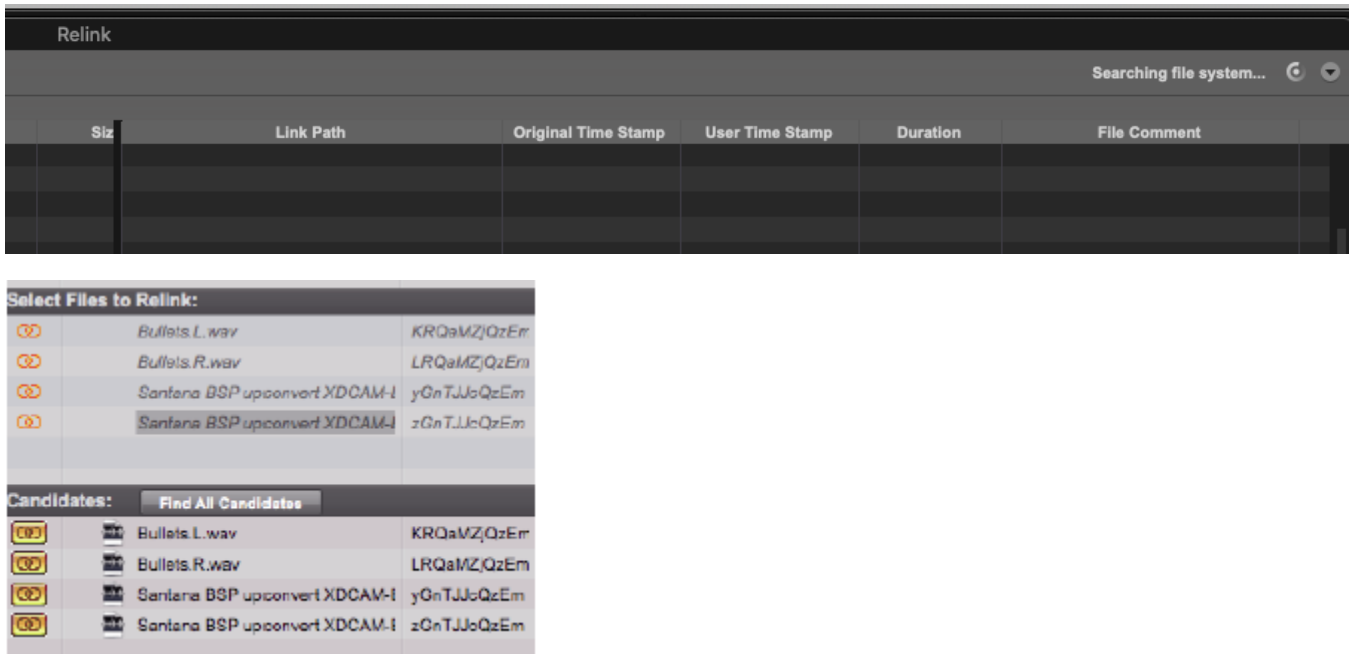 Relink
Searching file system...
Siz Link Path Original Time Stamp User Time Stamp Duration File Comment
Select Files to Relink:
Bullets.L.wav KRQaMZjQzEm
Bullets.R.wav LRQaMZjQzEm
Santana BSP upconvert XDCAM-E yGnTJJcQzEm
Santana BSP upconvert XDCAM-E zGnTJJcQzEm
Candidates: Find All Candidates
Bullets.L.wav KRQaMZjQzEm
Bullets.R.wav LRQaMZjQzEm
Santana BSP upconvert XDCAM-E yGnTJJcQzEm
Santana BSP upconvert XDCAM-E zGnTJJcQzEm